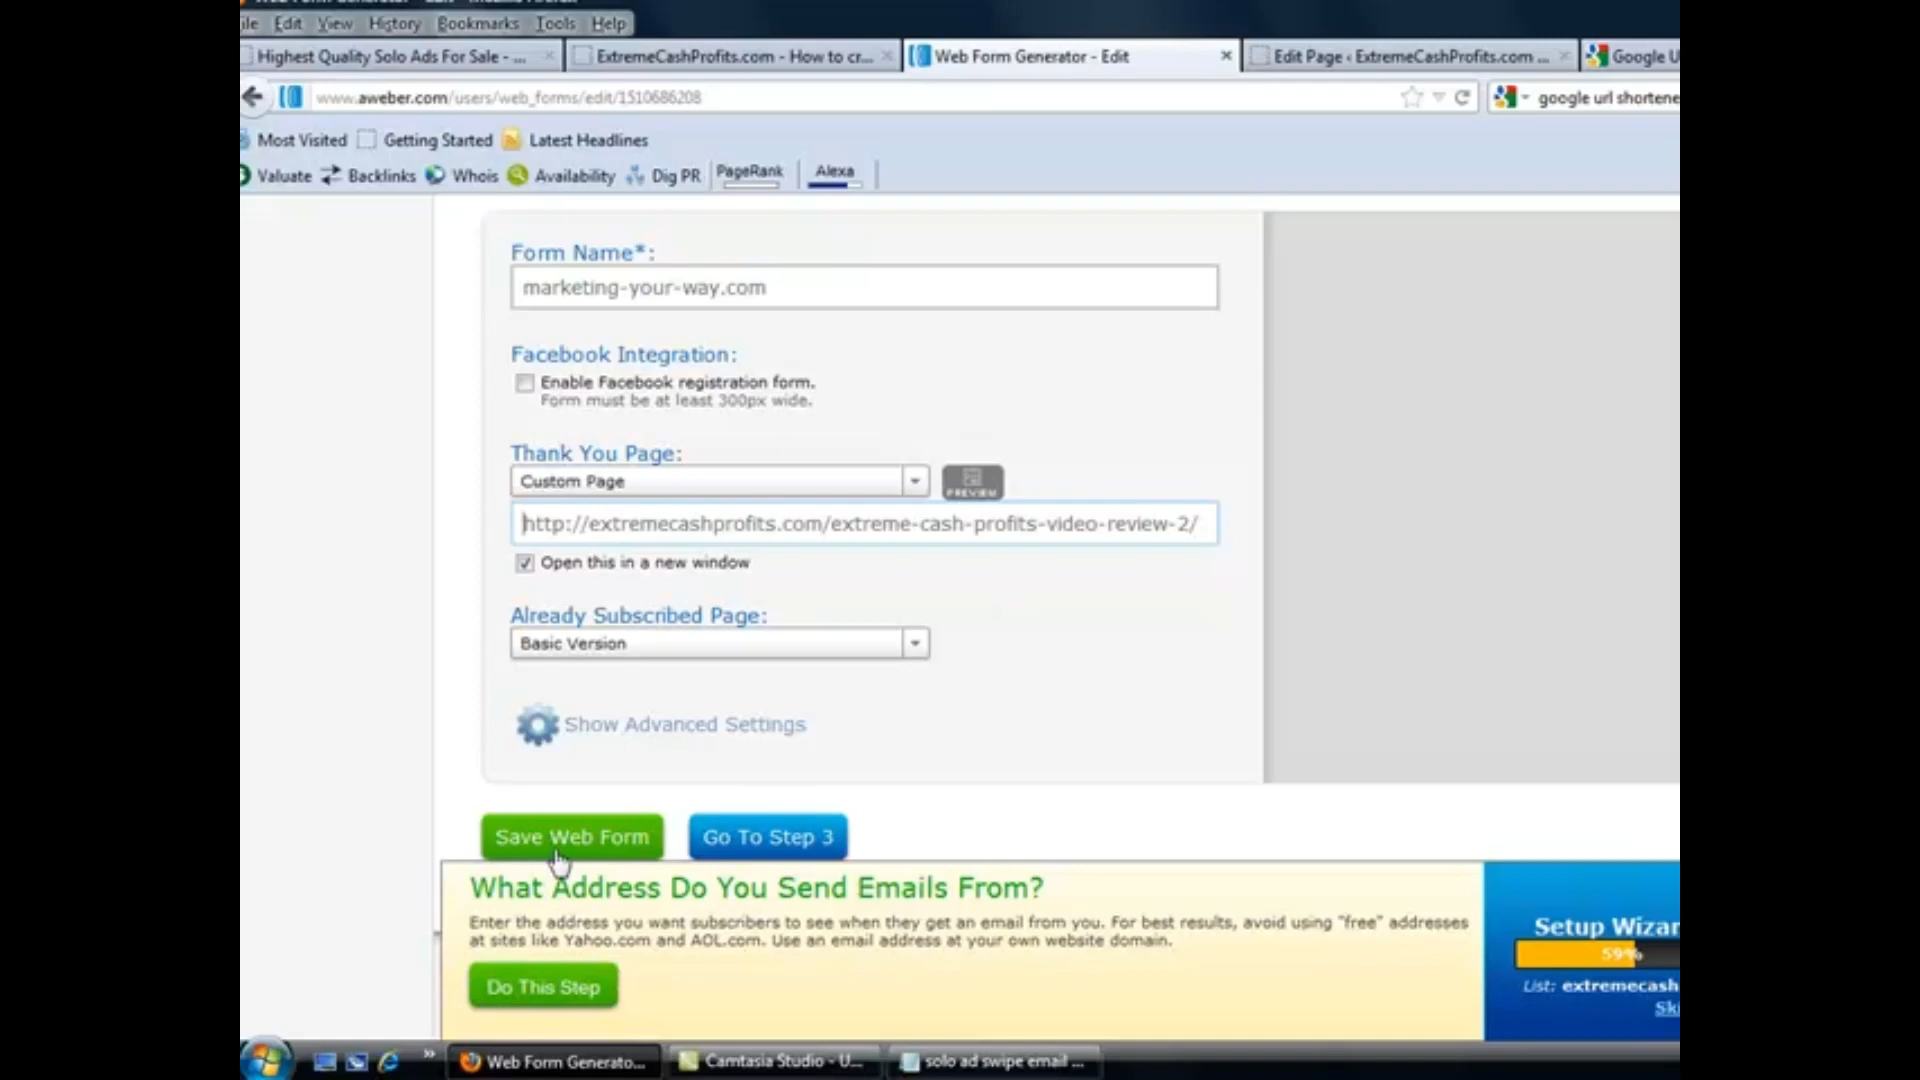 ile Edit View History Bookmarks Tools Help
Highest Quality Solo Ads For Sale - ... ExtremeCashProfits.com - How to cr... Web Form Generator - Edit Edit Page ‹ ExtremeCashProfits.com ... Google U
www.aweber.com/users/web_forms/edit/1510686208 google url shortene
Most Visited Getting Started Latest Headlines
Valuate Backlinks Whois Availability Dig PR PageRank Alexa
Form Name*:
marketing-your-way.com
Facebook Integration:
Enable Facebook registration form.
Form must be at least 300px wide.
Thank You Page:
Custom Page PREVIEW
http://extremecashprofits.com/extreme-cash-profits-video-review-2/
Open this in a new window
Already Subscribed Page:
Basic Version
Show Advanced Settings
Save Web Form Go To Step 3
What Address Do You Send Emails From?
Enter the address you want subscribers to see when they get an email from you. For best results, avoid using "free" addresses
at sites like Yahoo.com and AOL.com. Use an email address at your own website domain.
Do This Step
Setup Wizar
59%
List: extremecash
Ski
Web Form Generato... Camtasia Studio - U... solo ad swipe email ...